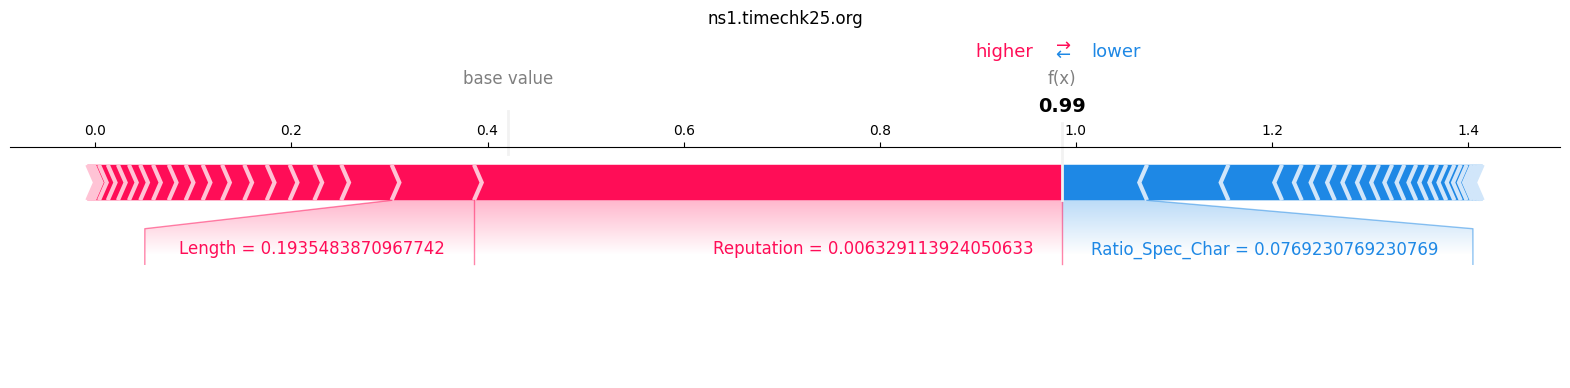 ns1.timechk25.org
higher ⇄ lower
base value f(x)
0.99
0.0 0.2 0.4 0.6 0.8 1.0 1.2 1.4
Length = 0.1935483870967742 Reputation = 0.006329113924050633 Ratio_Spec_Char = 0.0769230769230769